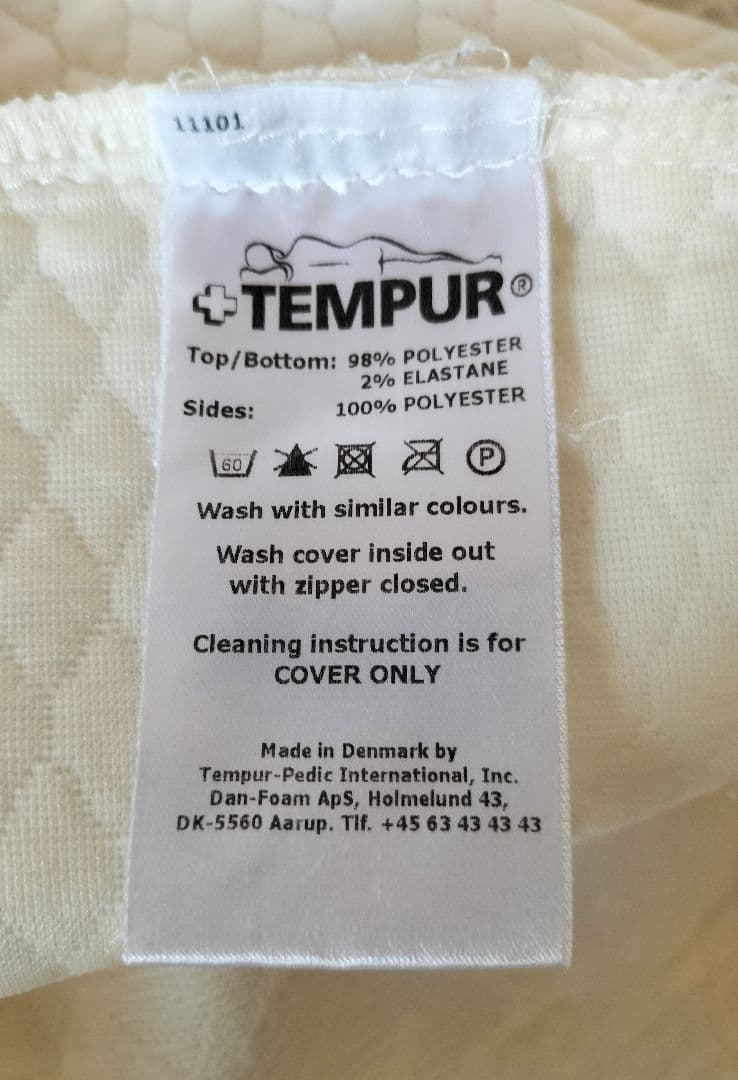 11101
TEMPUR®
Top/Bottom: 98% POLYESTER
2% ELASTANE
Sides: 100% POLYESTER
60 P
Wash with similar colours.
Wash cover inside out
with zipper closed.
Cleaning instruction is for
COVER ONLY
Made in Denmark by
Tempur-Pedic International, Inc.
Dan-Foam ApS, Holmelund 43,
DK-5560 Aarup. Tlf. +45 63 43 43 43